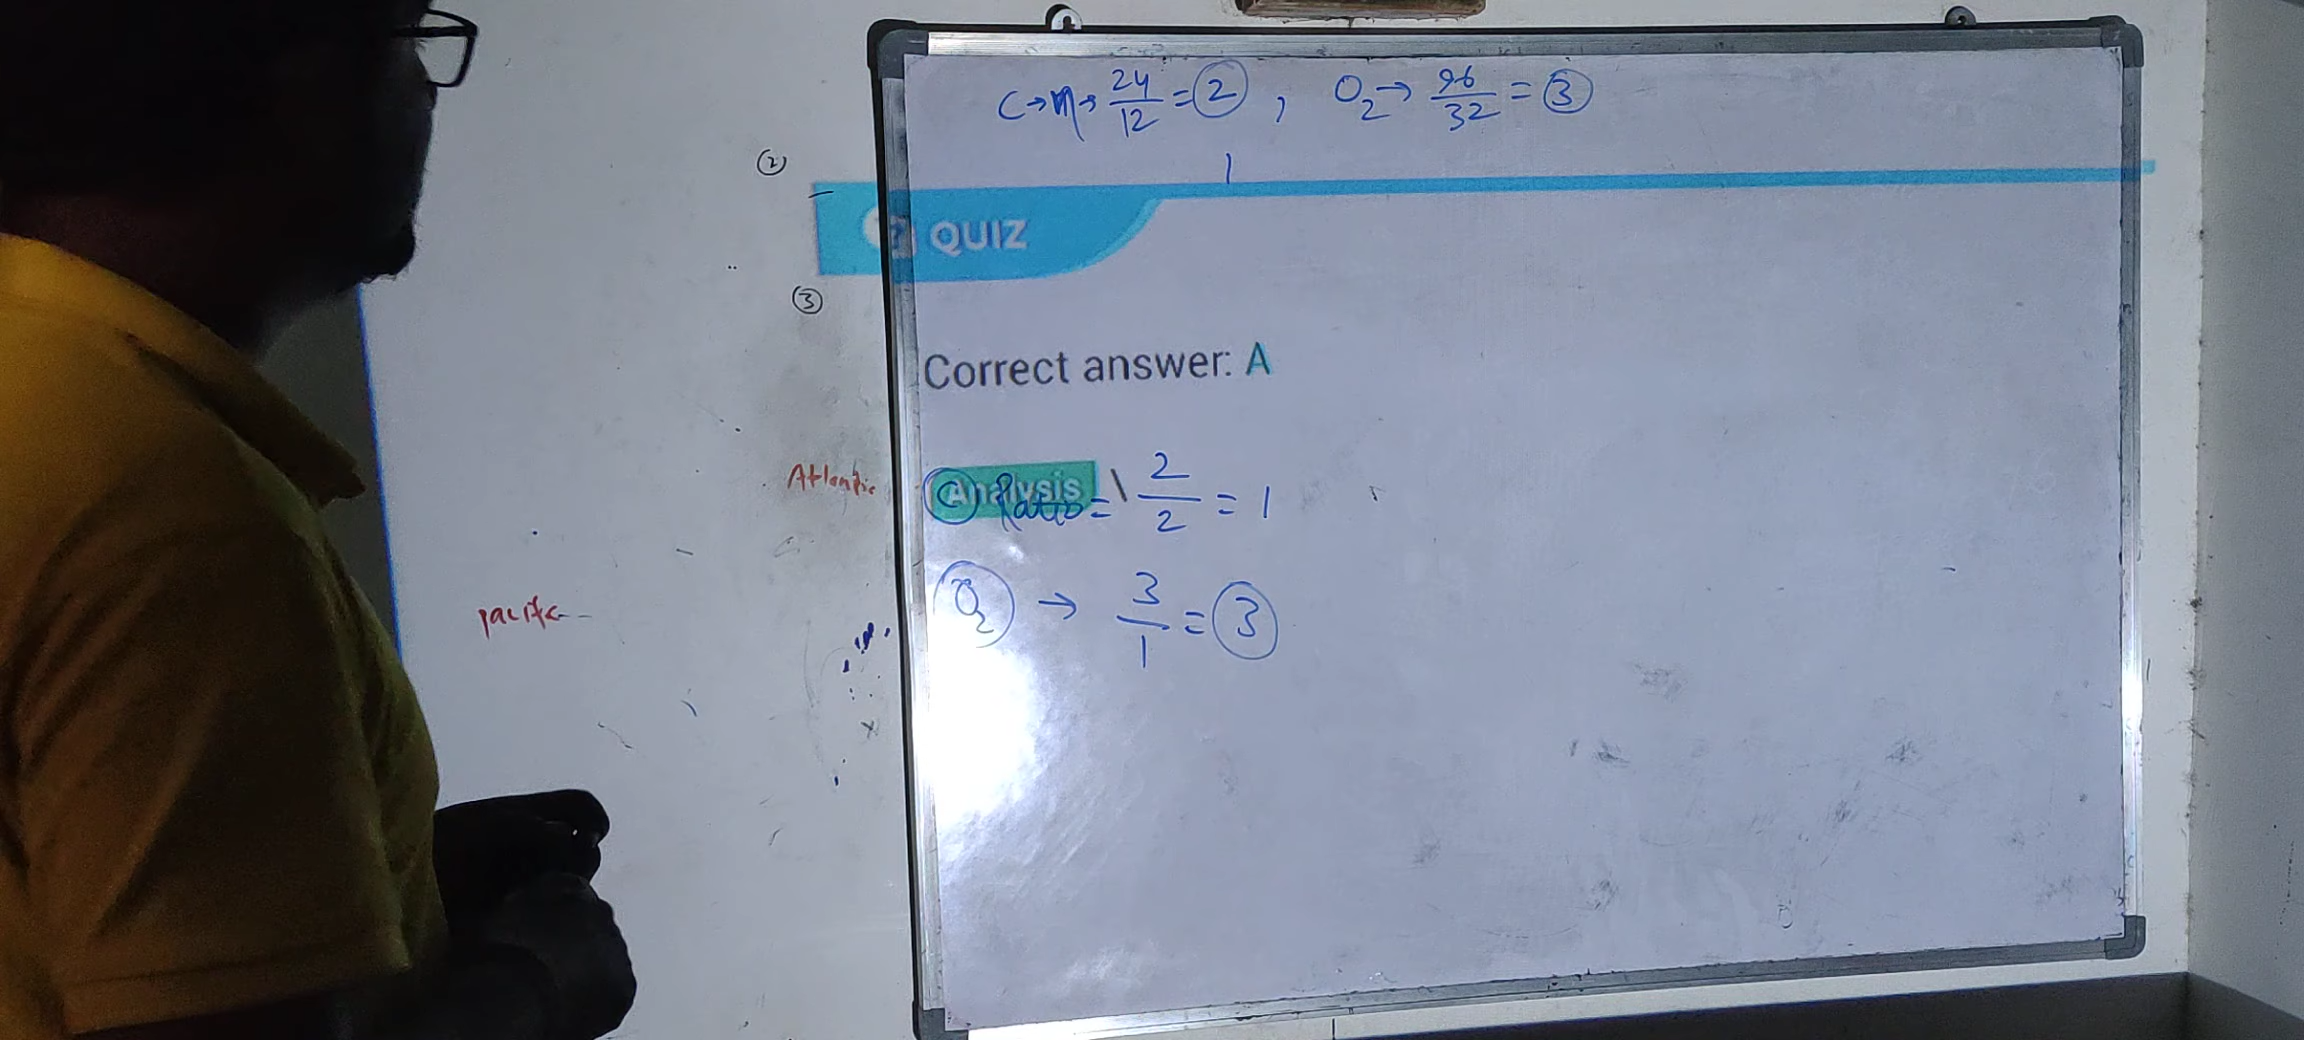 C → n → 24/12 = 2 , O₂ → 96/32 = 3
1
②
? QUIZ
③
Correct answer: A
Atlantic
Analysis
C Ratio = 2/2 = 1
O₂ → 3/1 = 3